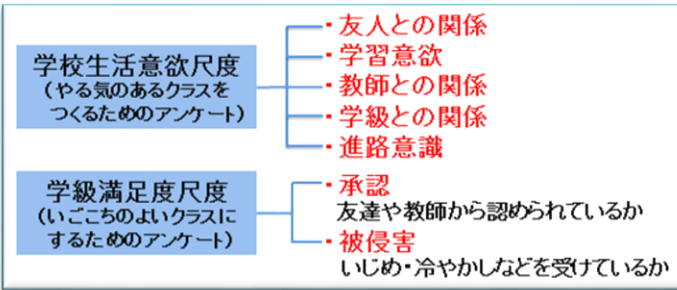 学校生活意欲尺度
（やる気のあるクラスを
つくるためのアンケート）
・友人との関係
・学習意欲
・教師との関係
・学級との関係
・進路意識
学級満足度尺度
（いごこちのよいクラスに
するためのアンケート）
・承認
友達や教師から認められているか
・被侵害
いじめ・冷やかしなどを受けているか